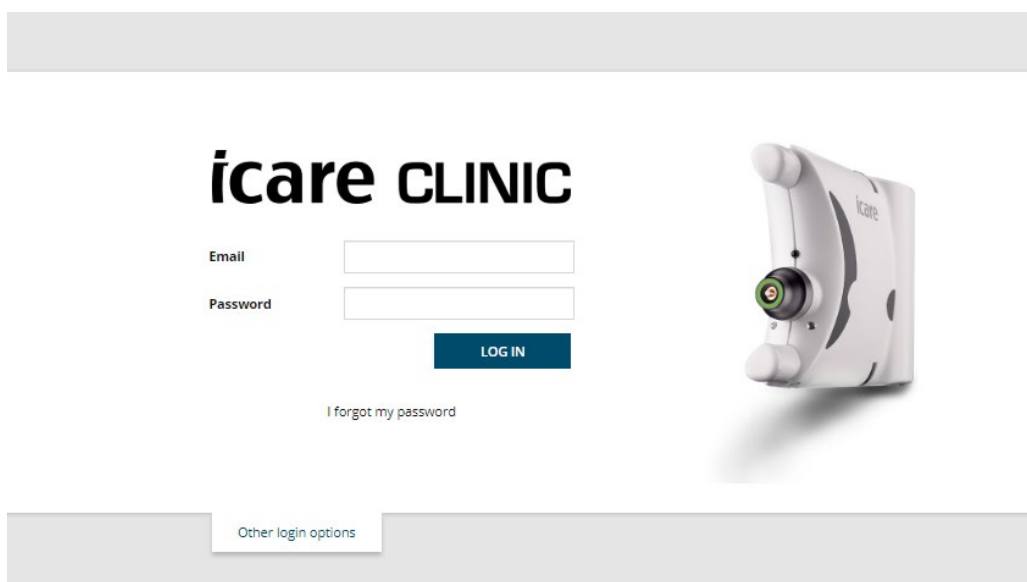 icare CLINIC
icare
Email
Password
LOG IN
I forgot my password
Other login options